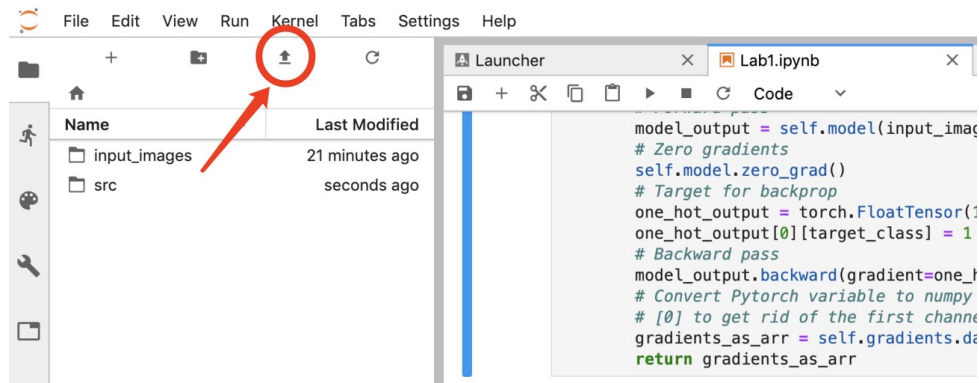 File Edit View Run Kernel Tabs Settings Help
Launcher
Lab1.ipynb
Code
Name Last Modified
input_images 21 minutes ago
src seconds ago
model_output = self.model(input_imag
# Zero gradients
self.model.zero_grad()
# Target for backprop
one_hot_output = torch.FloatTensor(1
one_hot_output[0][target_class] = 1
# Backward pass
model_output.backward(gradient=one_h
# Convert Pytorch variable to numpy
# [0] to get rid of the first channe
gradients_as_arr = self.gradients.da
return gradients_as_arr